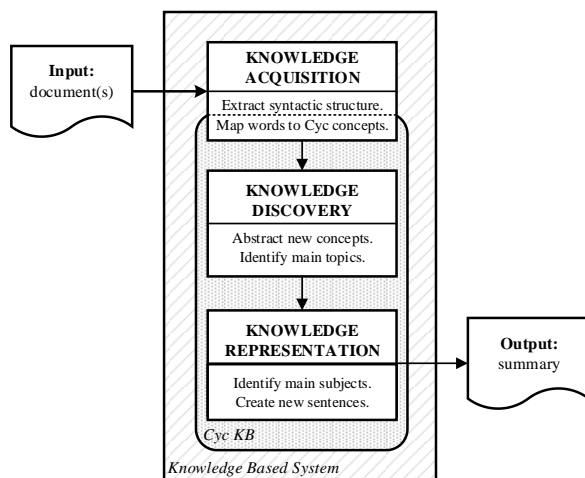 Input:
document(s)
KNOWLEDGE
ACQUISITION
Extract syntactic structure.
Map words to Cyc concepts.
KNOWLEDGE
DISCOVERY
Abstract new concepts.
Identify main topics.
KNOWLEDGE
REPRESENTATION
Identify main subjects.
Create new sentences.
Output:
summary
Cyc KB
Knowledge Based System